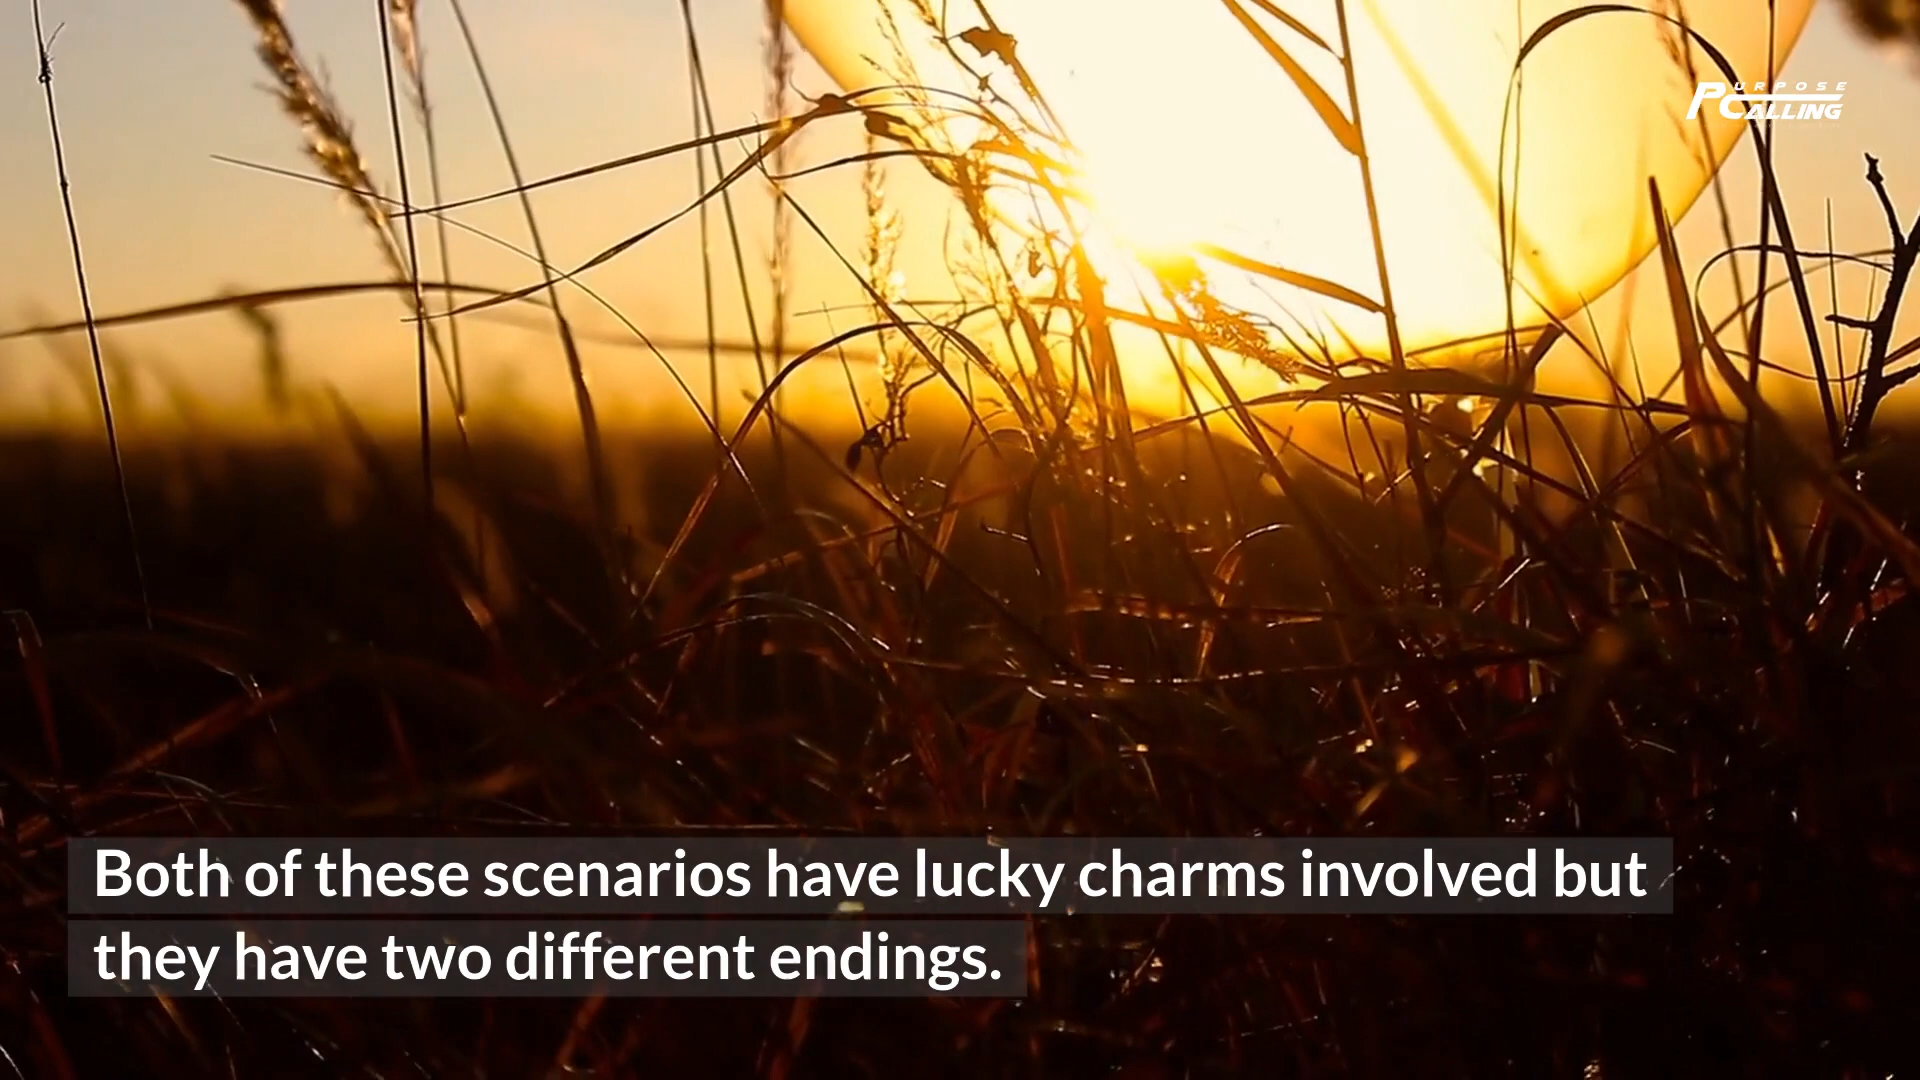 PURPOSE
CALLING
Both of these scenarios have lucky charms involved but
they have two different endings.